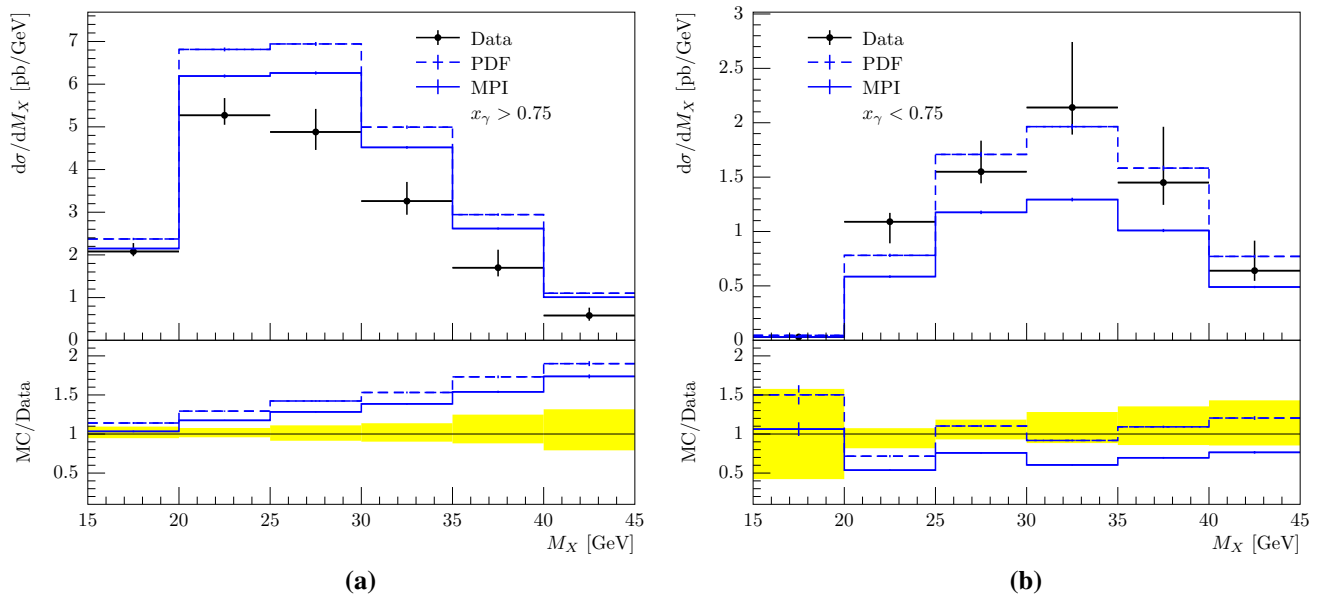 dσ/dM_X [pb/GeV]
7
6
5
4
3
2
1
0
Data
PDF
MPI
x_γ > 0.75
MC/Data
2
1.5
1
0.5
15 20 25 30 35 40 45
M_X [GeV]
(a)
dσ/dM_X [pb/GeV]
3
2.5
2
1.5
1
0.5
0
Data
PDF
MPI
x_γ < 0.75
MC/Data
2
1.5
1
0.5
15 20 25 30 35 40 45
M_X [GeV]
(b)